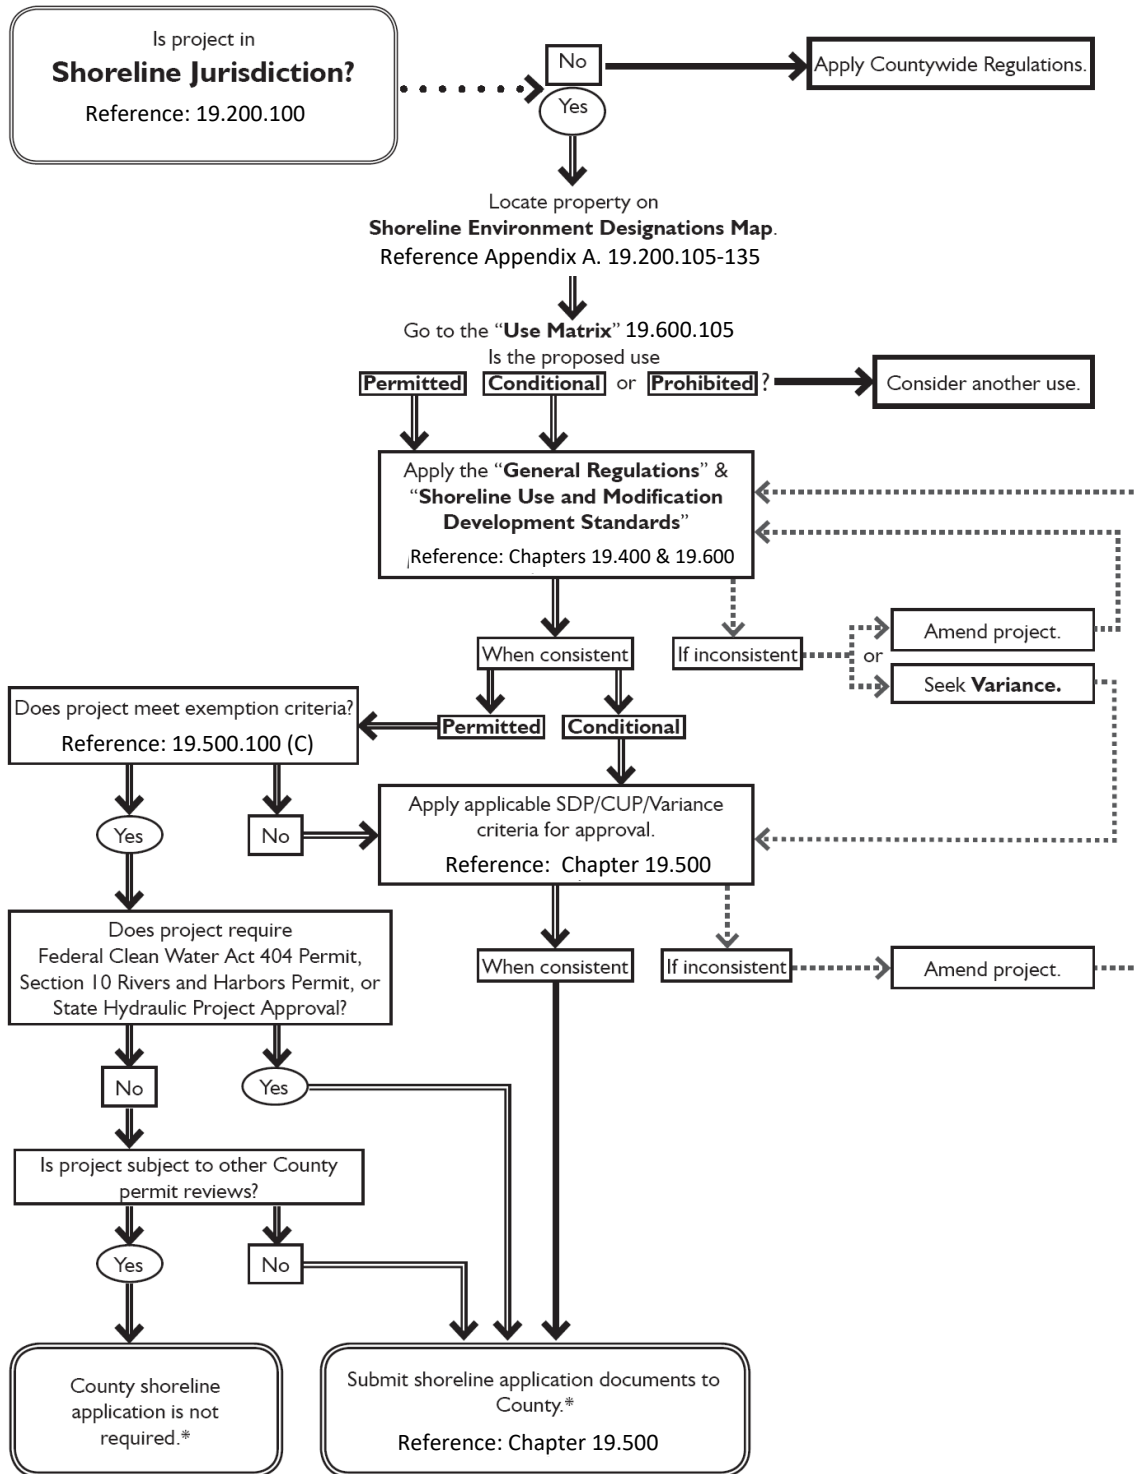 Is project in
Shoreline Jurisdiction?
Reference: 19.200.100
No
Yes
Apply Countywide Regulations.
Locate property on
Shoreline Environment Designations Map.
Reference Appendix A. 19.200.105-135
Go to the “Use Matrix” 19.600.105
Is the proposed use
Permitted Conditional or Prohibited ?
Consider another use.
Apply the “General Regulations” &
“Shoreline Use and Modification
Development Standards”
Reference: Chapters 19.400 & 19.600
When consistent
If inconsistent
Amend project.
or
Seek Variance.
Permitted
Conditional
Does project meet exemption criteria?
Reference: 19.500.100 (C)
Yes
No
Apply applicable SDP/CUP/Variance
criteria for approval.
Reference: Chapter 19.500
When consistent
If inconsistent
Amend project.
Does project require
Federal Clean Water Act 404 Permit,
Section 10 Rivers and Harbors Permit, or
State Hydraulic Project Approval?
No
Yes
Is project subject to other County
permit reviews?
Yes
No
County shoreline
application is not
required.*
Submit shoreline application documents to
County.*
Reference: Chapter 19.500